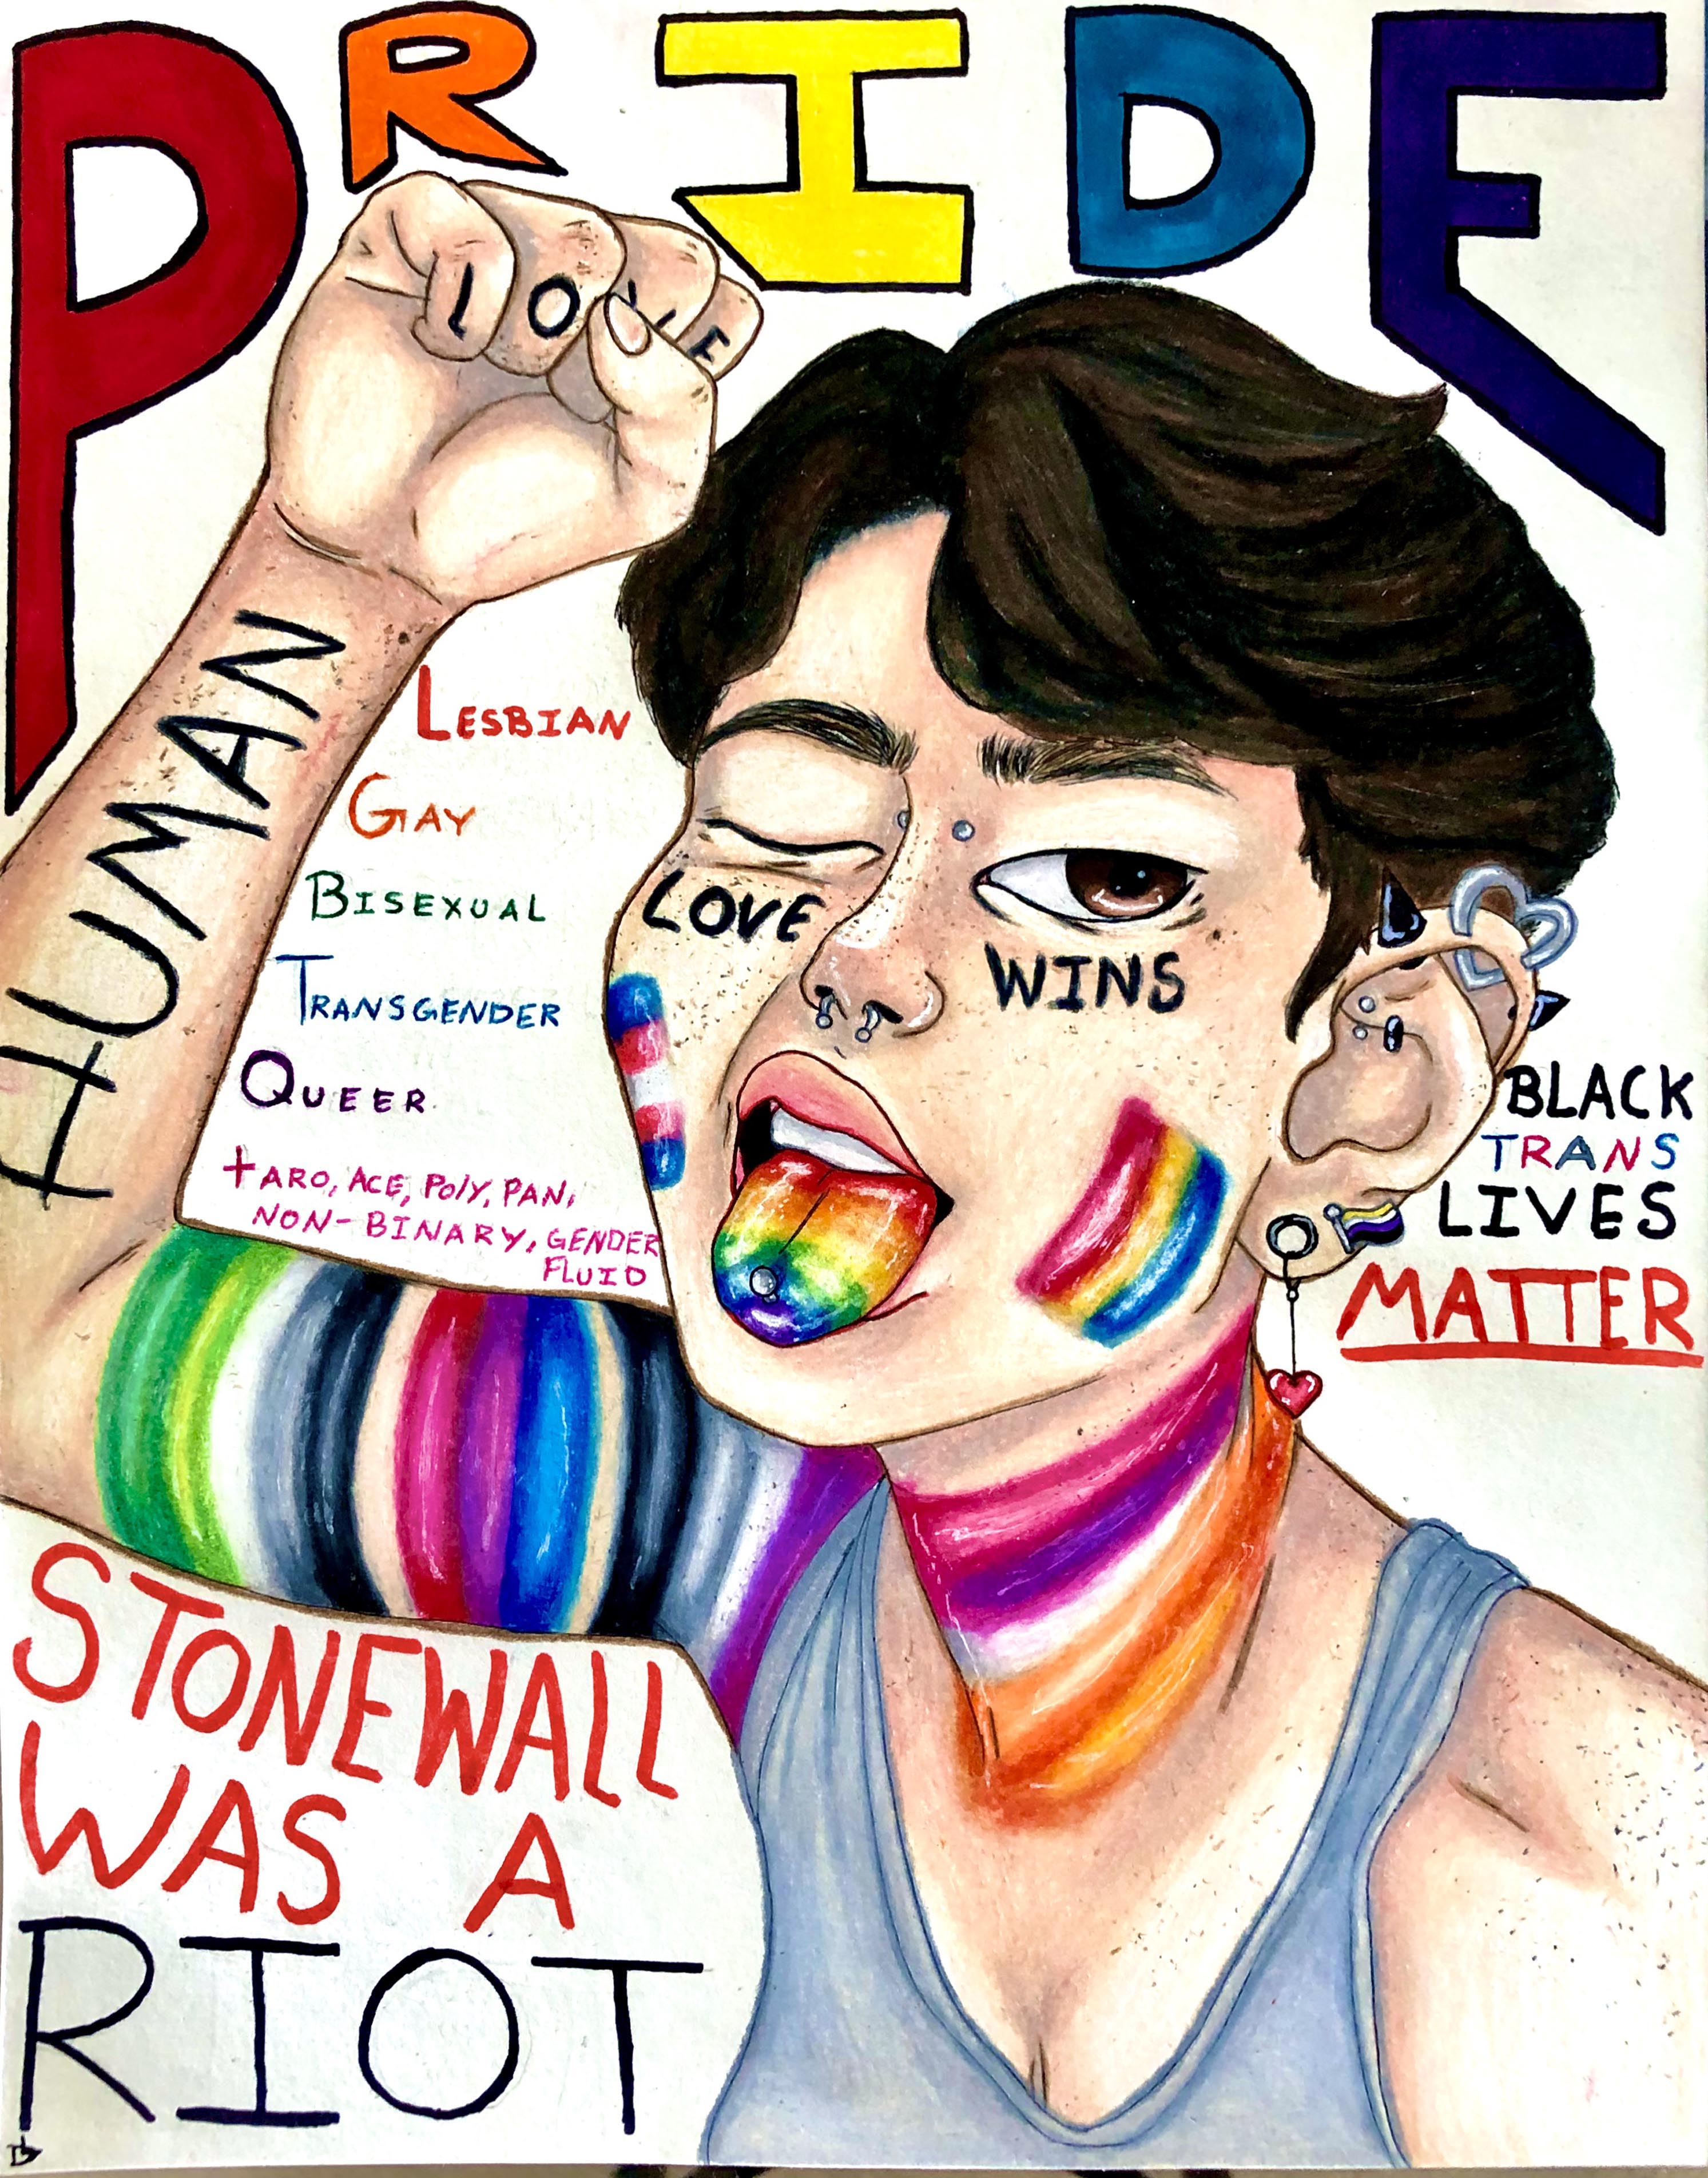 PRIDE
LOVE
HUMAN
LESBIAN
GAY
BISEXUAL
TRANSGENDER
QUEER
+ARO, ACE, POLY, PAN,
NON-BINARY, GENDER
FLUID
LOVE
WINS
BLACK
TRANS
LIVES
MATTER
STONEWALL
WAS A
RIOT